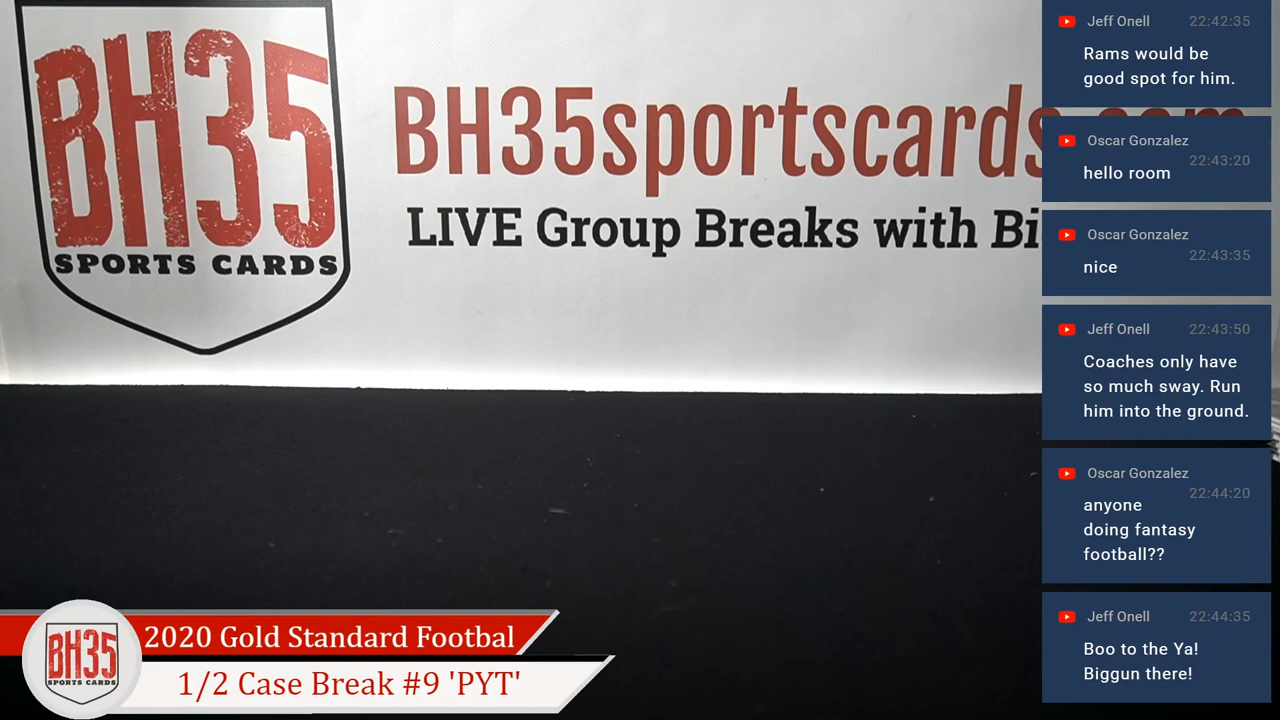 BH35
SPORTS CARDS
BH35sportscards.com
LIVE Group Breaks with Bi
Jeff Onell 22:42:35
Rams would be
good spot for him.
Oscar Gonzalez
22:43:20
hello room
Oscar Gonzalez
22:43:35
nice
Jeff Onell 22:43:50
Coaches only have
so much sway. Run
him into the ground.
Oscar Gonzalez
22:44:20
anyone
doing fantasy
football??
Jeff Onell 22:44:35
Boo to the Ya!
Biggun there!
BH35
SPORTS CARDS
2020 Gold Standard Footbal
1/2 Case Break #9 'PYT'